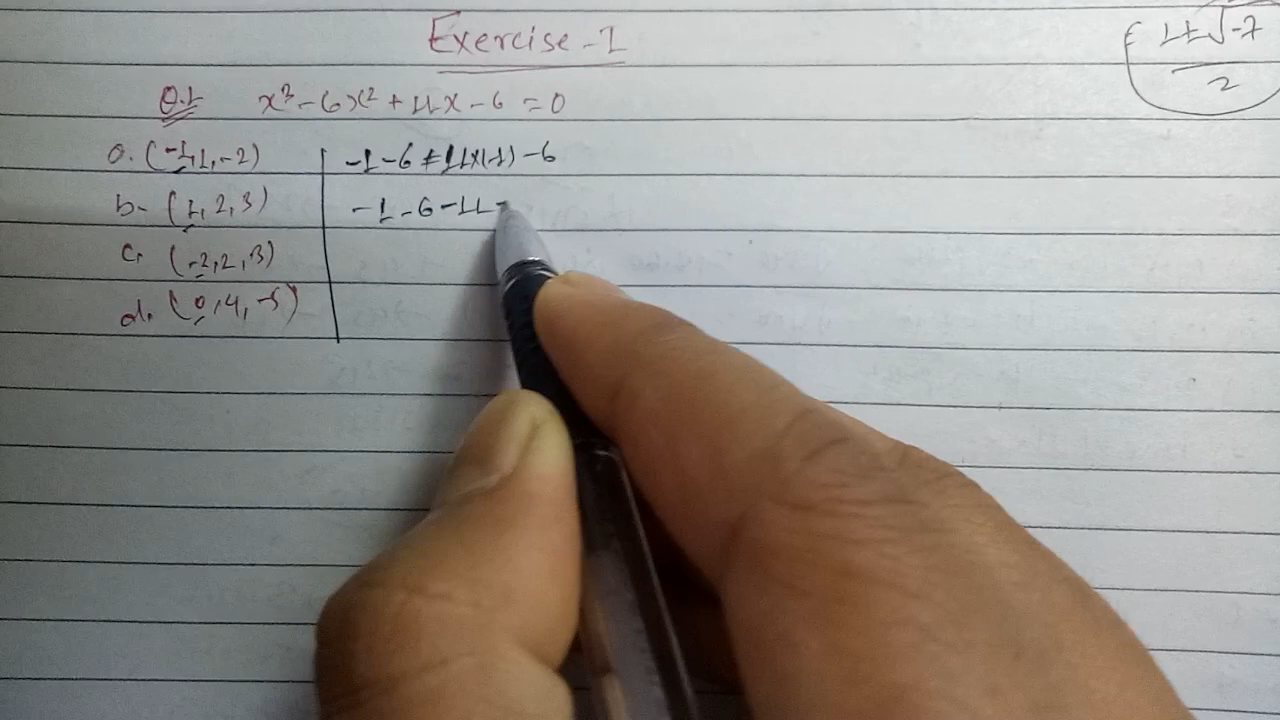 Exercise-1
1±√-7
2
Q.1 x³-6x²+11x-6=0
a. (-1,1,-2) -1-6+11x(-1)-6
b- (1,2,3) -1-6-11-
c. (-2,2,3)
d. (0,4,-5)